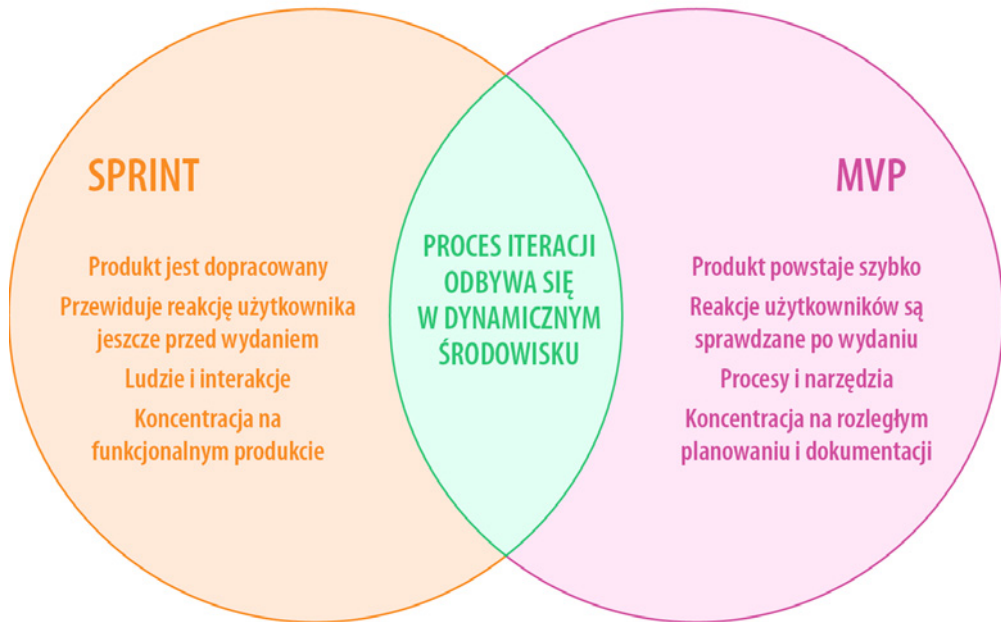 SPRINT
Produkt jest dopracowany
Przewiduje reakcję użytkownika
jeszcze przed wydaniem
Ludzie i interakcje
Koncentracja na
funkcjonalnym produkcie
PROCES ITERACJI
ODBYWA SIĘ
W DYNAMICZNYM
ŚRODOWISKU
MVP
Produkt powstaje szybko
Reakcje użytkowników są
sprawdzane po wydaniu
Procesy i narzędzia
Koncentracja na rozległym
planowaniu i dokumentacji